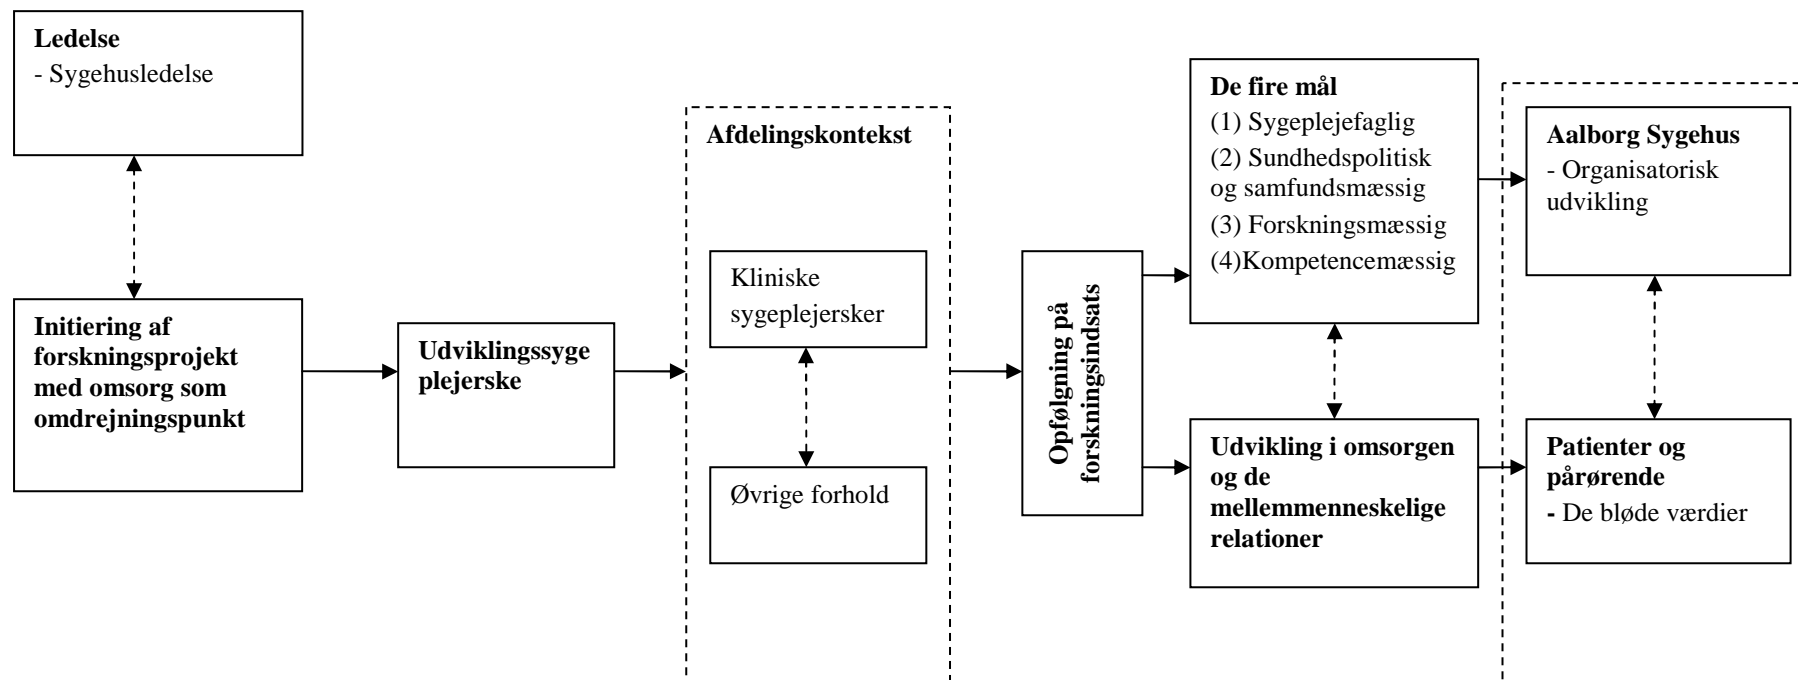 Ledelse
- Sygehusledelse
Initiering af
forskningsprojekt
med omsorg som
omdrejningspunkt
Udviklingssyge
plejerske
Afdelingskontekst
Kliniske
sygeplejersker
Øvrige forhold
Opfølgning på
forskningsindsats
De fire mål
(1) Sygeplejefaglig
(2) Sundhedspolitisk
og samfundsmæssig
(3) Forskningsmæssig
(4)Kompetencemæssig
Udvikling i omsorgen
og de
mellemmenneskelige
relationer
Aalborg Sygehus
- Organisatorisk
udvikling
Patienter og
pårørende
- De bløde værdier